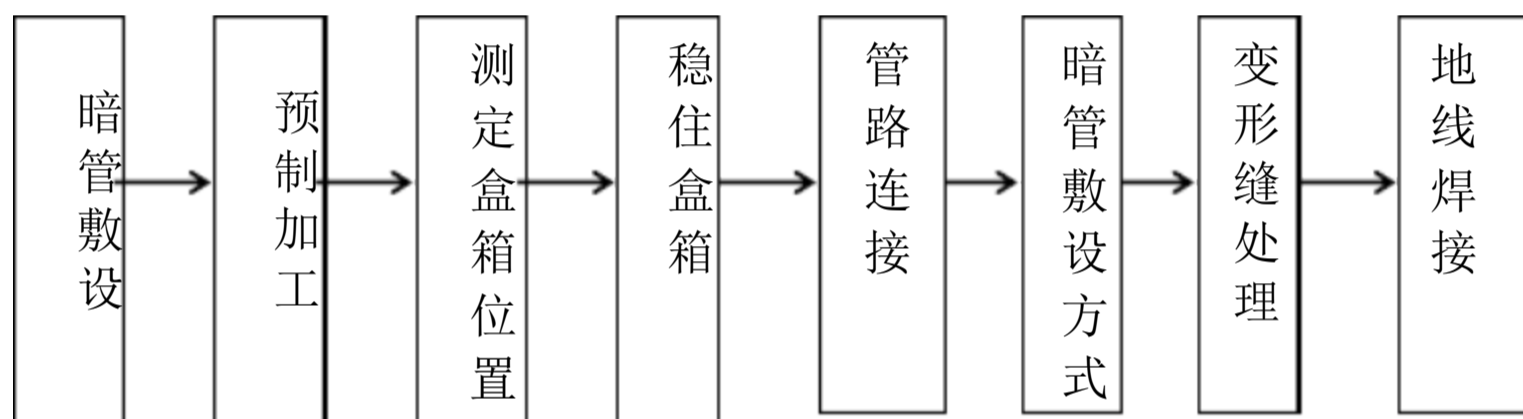 暗管敷设
预制加工
测定盒箱位置
稳住盒箱
管路连接
暗管敷设方式
变形缝处理
地线焊接